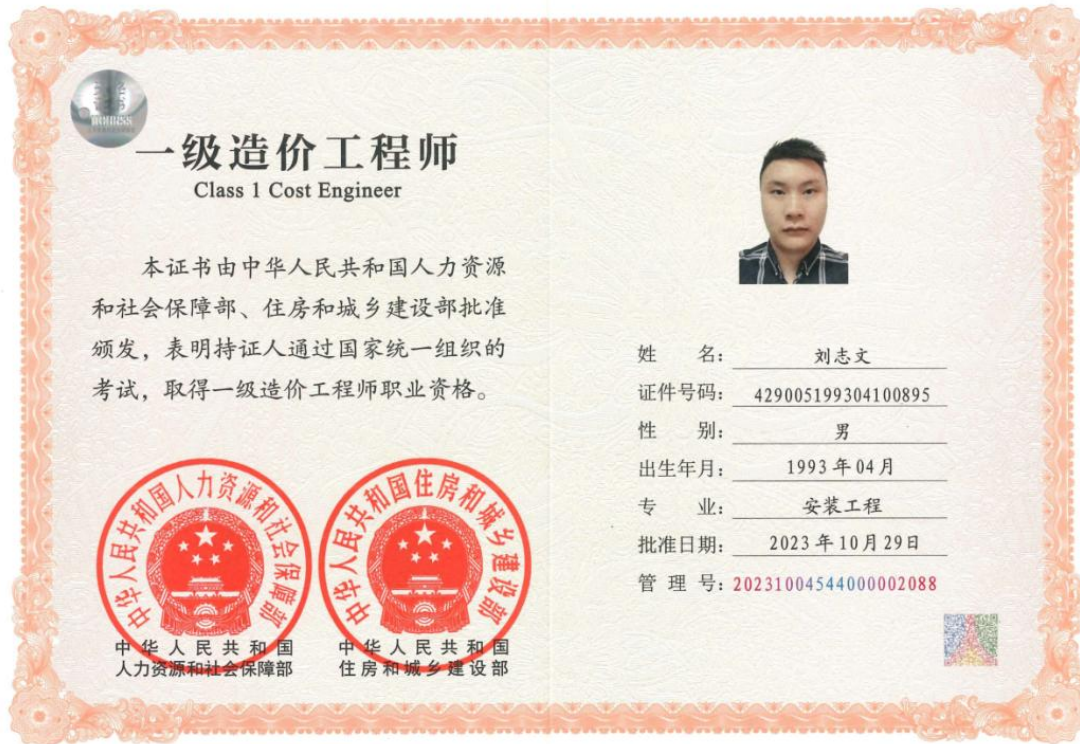 一级造价工程师
Class 1 Cost Engineer
本证书由中华人民共和国人力资源
和社会保障部、住房和城乡建设部批准
颁发，表明持证人通过国家统一组织的
考试，取得一级造价工程师职业资格。
中华人民共和国人力资源和社会保障部
中华人民共和国住房和城乡建设部
中华人民共和国
人力资源和社会保障部
中华人民共和国
住房和城乡建设部
姓名：刘志文
证件号码：429005199304100895
性别：男
出生年月：1993年04月
专业：安装工程
批准日期：2023年10月29日
管理号：20231004544000002088